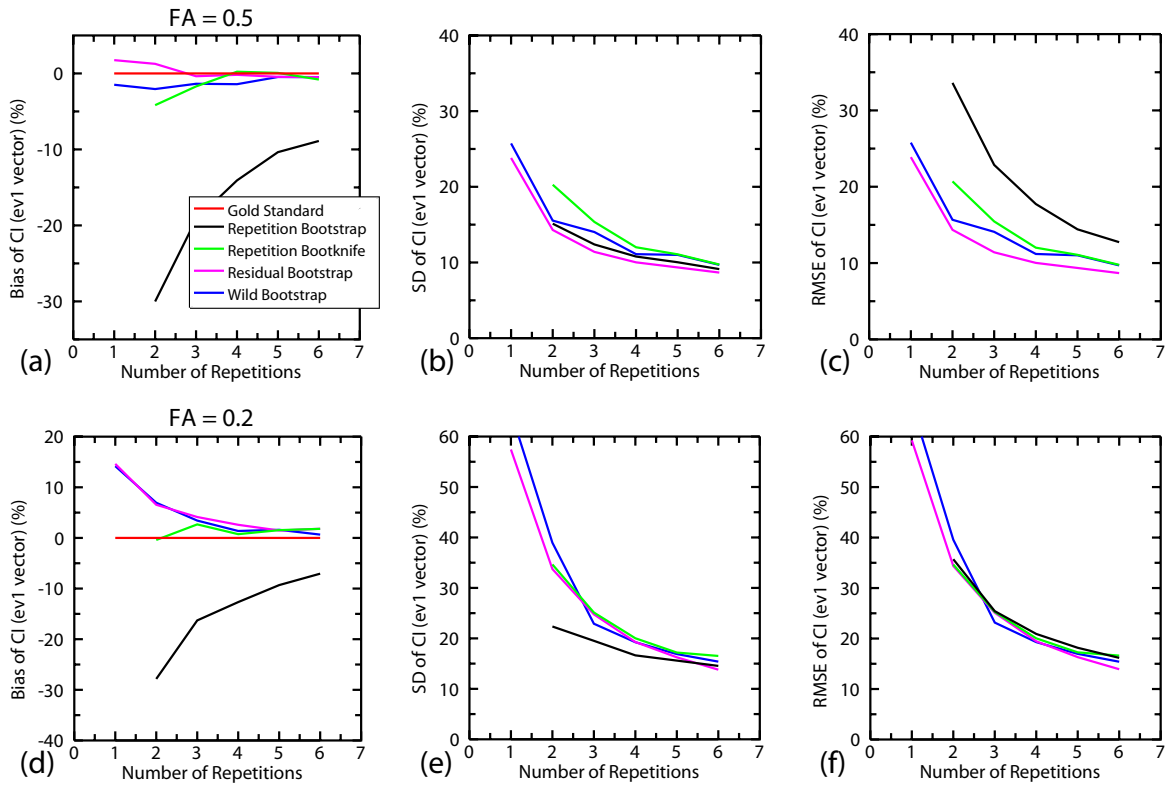 FA = 0.5
Bias of CI (ev1 vector) (%)
0
-10
-20
-30
Gold Standard
Repetition Bootstrap
Repetition Bootknife
Residual Bootstrap
Wild Bootstrap
0 1 2 3 4 5 6 7
Number of Repetitions
(a)
SD of CI (ev1 vector) (%)
40
30
20
10
0
0 1 2 3 4 5 6 7
Number of Repetitions
(b)
RMSE of CI (ev1 vector) (%)
40
30
20
10
0
0 1 2 3 4 5 6 7
Number of Repetitions
(c)
FA = 0.2
Bias of CI (ev1 vector) (%)
20
10
0
-10
-20
-30
-40
0 1 2 3 4 5 6 7
Number of Repetitions
(d)
SD of CI (ev1 vector) (%)
60
50
40
30
20
10
0
0 1 2 3 4 5 6 7
Number of Repetitions
(e)
RMSE of CI (ev1 vector) (%)
60
50
40
30
20
10
0
0 1 2 3 4 5 6 7
Number of Repetitions
(f)